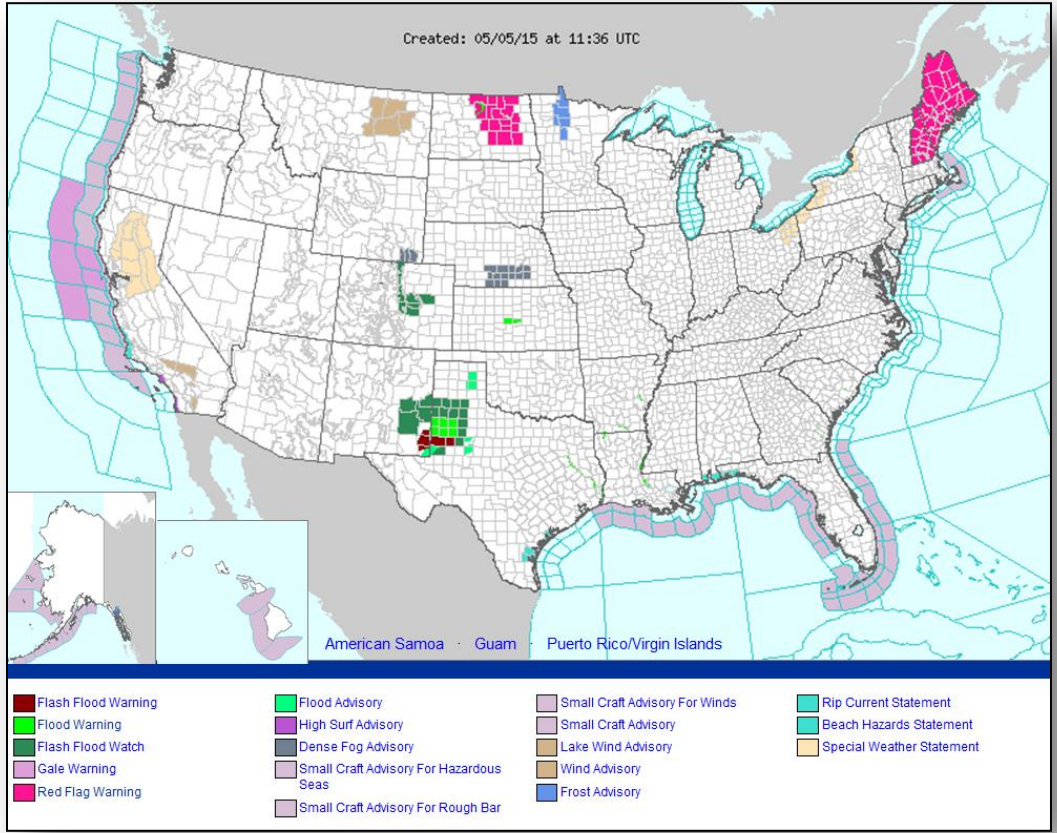 Created: 05/05/15 at 11:36 UTC
American Samoa · Guam · Puerto Rico/Virgin Islands
Flash Flood Warning
Flood Warning
Flash Flood Watch
Gale Warning
Red Flag Warning
Flood Advisory
High Surf Advisory
Dense Fog Advisory
Small Craft Advisory For Hazardous
Seas
Small Craft Advisory For Rough Bar
Small Craft Advisory For Winds
Small Craft Advisory
Lake Wind Advisory
Wind Advisory
Frost Advisory
Rip Current Statement
Beach Hazards Statement
Special Weather Statement